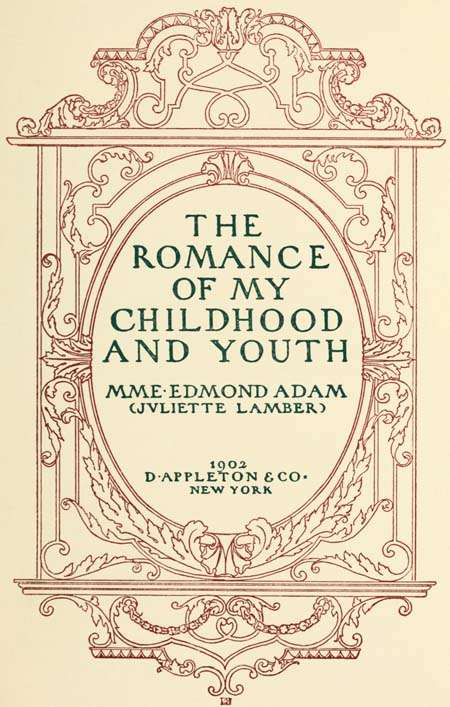 THE
ROMANCE
OF MY
CHILDHOOD
AND YOUTH
MME·EDMOND ADAM
(JVLIETTE LAMBER)
1902
D·APPLETON & CO·
NEW YORK